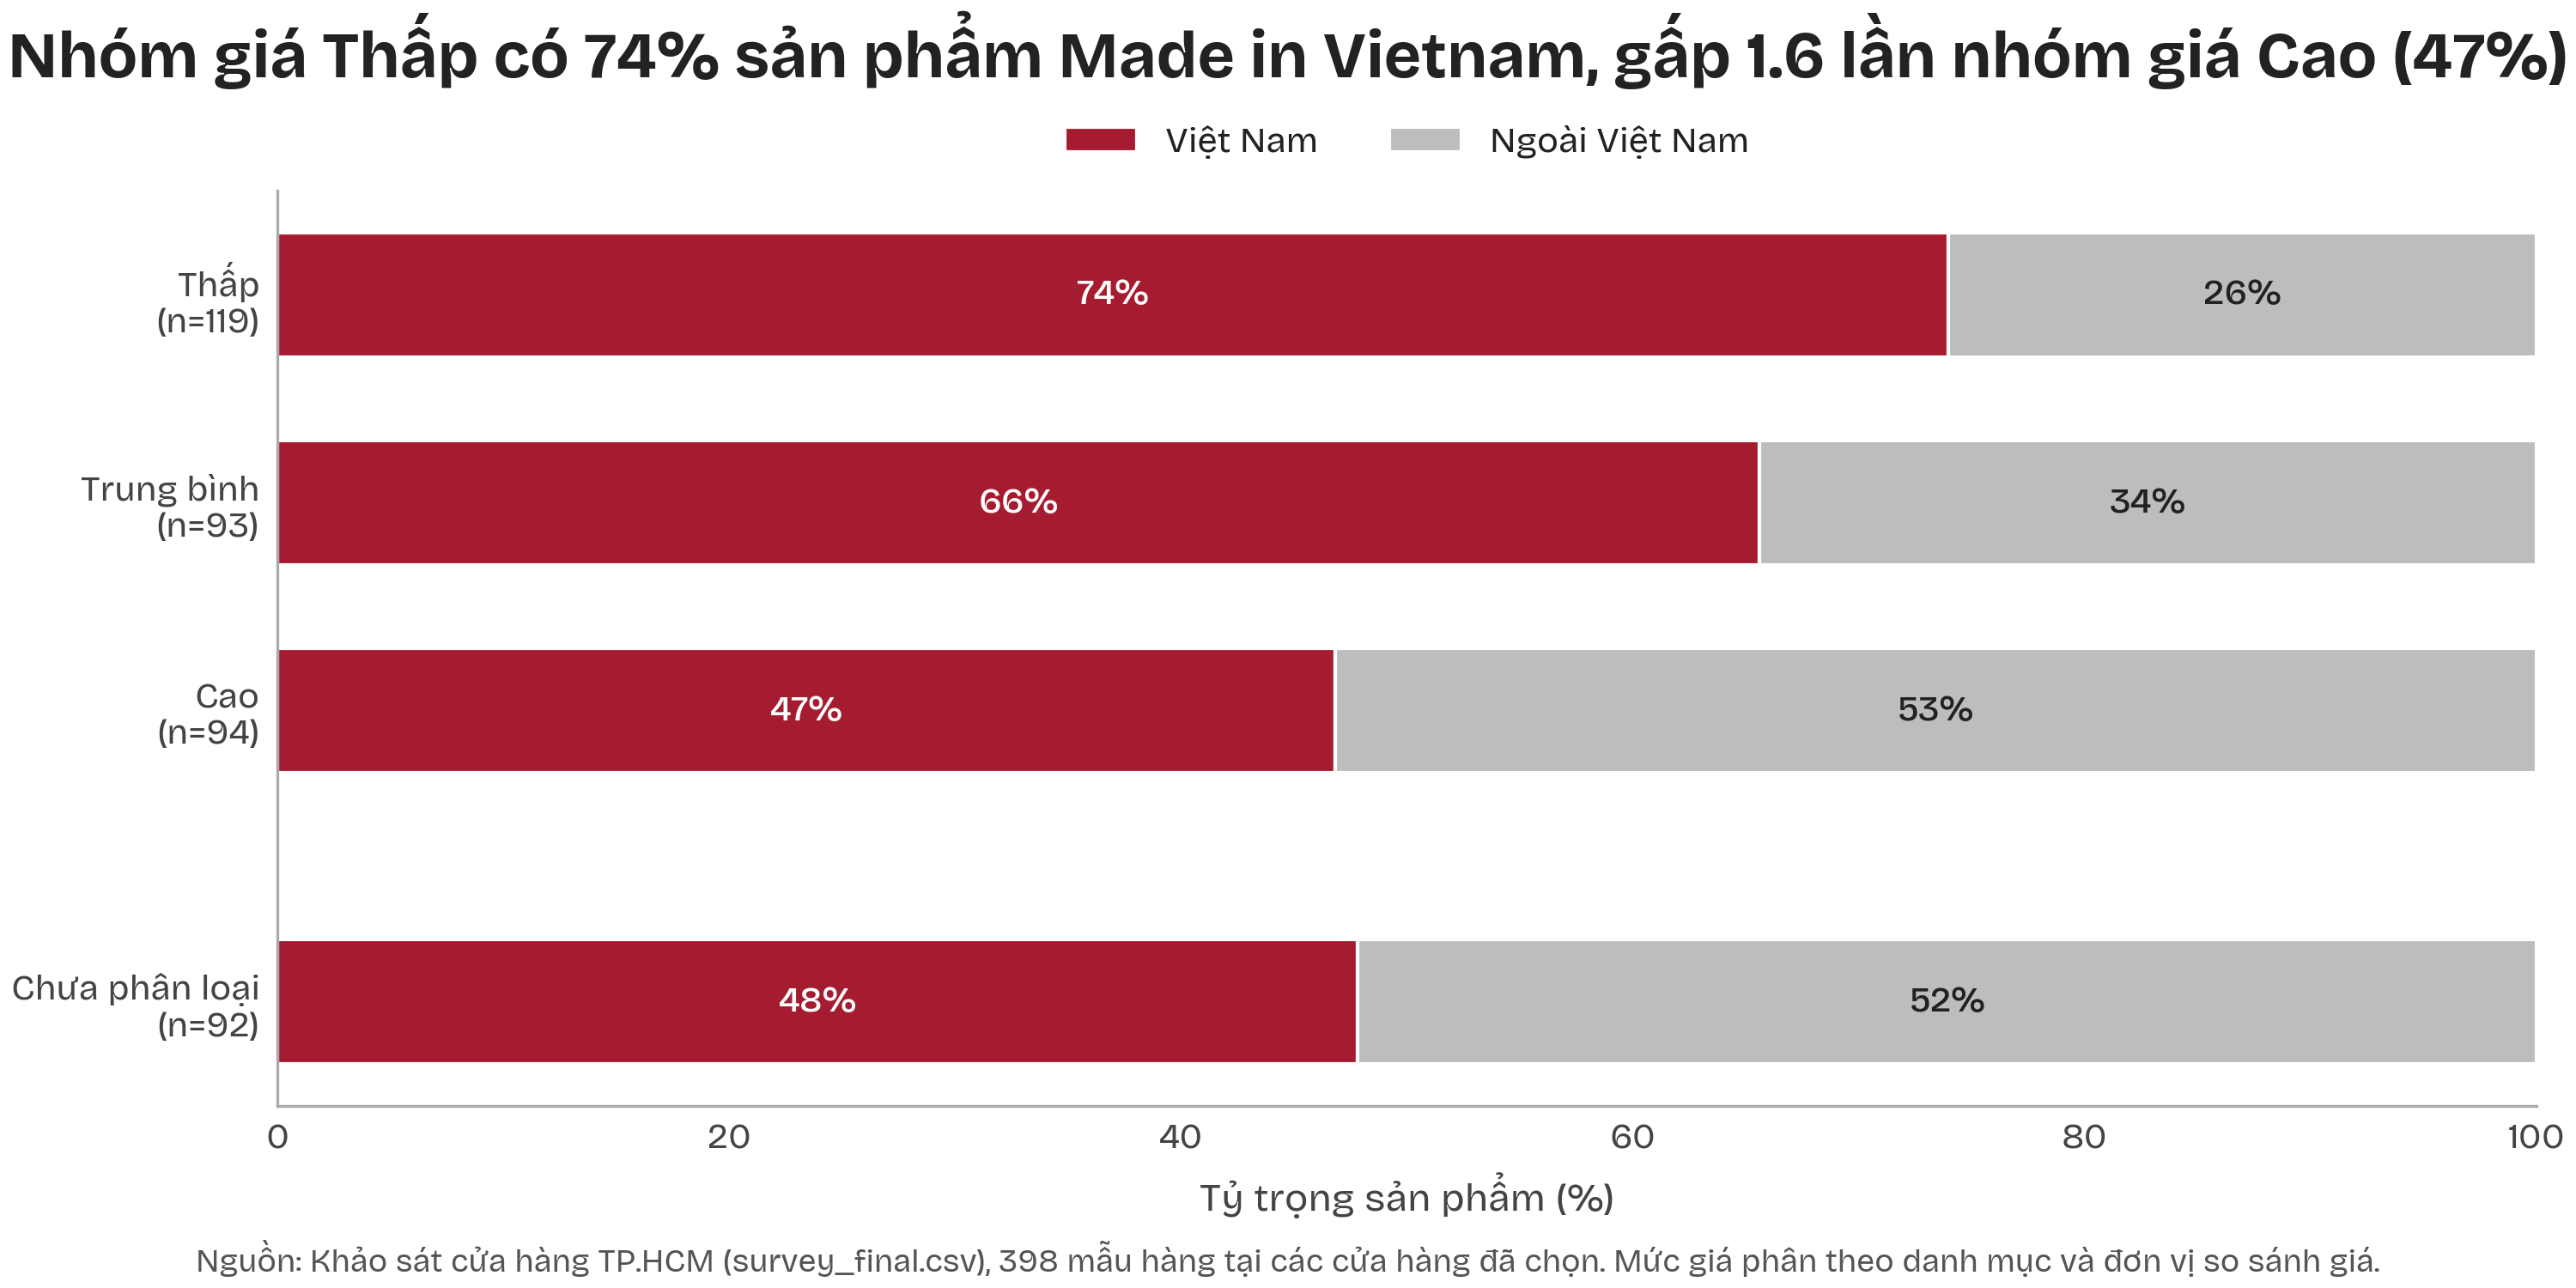 Nhóm giá Thấp có 74% sản phẩm Made in Vietnam, gấp 1.6 lần nhóm giá Cao (47%)
Việt Nam
Ngoài Việt Nam
Thấp
(n=119)
74%
26%
Trung bình
(n=93)
66%
34%
Cao
(n=94)
47%
53%
Chưa phân loại
(n=92)
48%
52%
0 20 40 60 80 100
Tỷ trọng sản phẩm (%)
Nguồn: Khảo sát cửa hàng TP.HCM (survey_final.csv), 398 mẫu hàng tại các cửa hàng đã chọn. Mức giá phân theo danh mục và đơn vị so sánh giá.